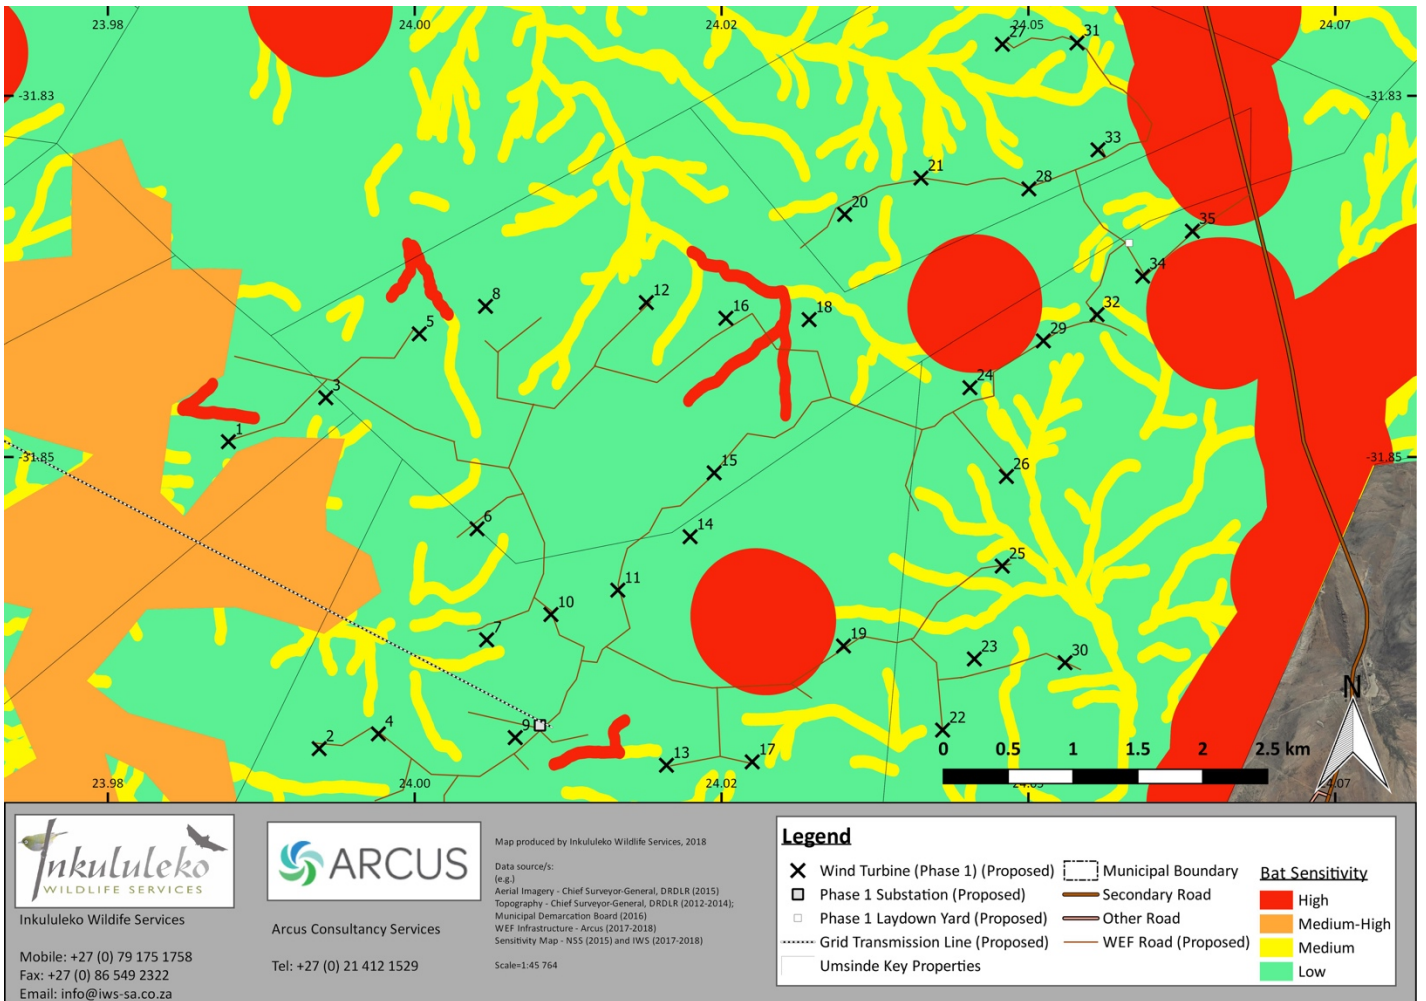 23.98
24.00
24.02
24.05
24.07
27
31
-31.83
-31.83
33
21
28
20
35
34
8
12
16
18
32
5
29
24
3
1
-31.85
-31.85
15
26
6
14
25
11
10
7
19
23
30
9
2
4
22
13
17
N
0 0.5 1 1.5 2 2.5 km
23.98
24.00
24.02
24.07
Inkululeko
WILDLIFE SERVICES
Inkululeko Wildife Services
Mobile: +27 (0) 79 175 1758
Fax: +27 (0) 86 549 2322
Email: info@iws-sa.co.za
ARCUS
Arcus Consultancy Services
Tel: +27 (0) 21 412 1529
Map produced by Inkululeko Wildlife Services, 2018
Data source/s:
(e.g.)
Aerial Imagery - Chief Surveyor-General, DRDLR (2015)
Topography - Chief Surveyor-General, DRDLR (2012-2014);
Municipal Demarcation Board (2016)
WEF Infrastructure - Arcus (2017-2018)
Sensitivity Map - NSS (2015) and IWS (2017-2018)
Scale=1:45 764
Legend
Wind Turbine (Phase 1) (Proposed)
Phase 1 Substation (Proposed)
Phase 1 Laydown Yard (Proposed)
Grid Transmission Line (Proposed)
Umsinde Key Properties
Municipal Boundary
Secondary Road
Other Road
WEF Road (Proposed)
Bat Sensitivity
High
Medium-High
Medium
Low